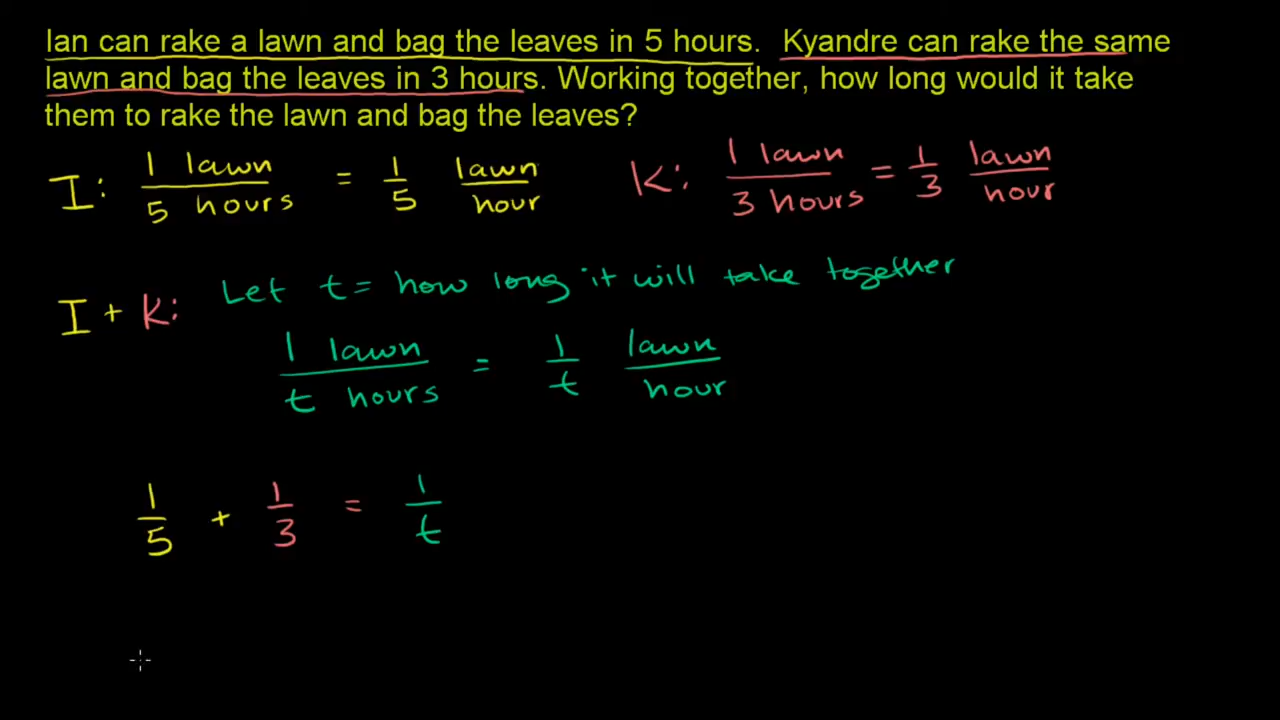 Ian can rake a lawn and bag the leaves in 5 hours. Kyandre can rake the same
lawn and bag the leaves in 3 hours. Working together, how long would it take
them to rake the lawn and bag the leaves?
I: 1 lawn / 5 hours = 1/5 lawn/hour K: 1 lawn / 3 hours = 1/3 lawn/hour
Let t = how long it will take together
I + K:
1 lawn / t hours = 1/t lawn/hour
1/5 + 1/3 = 1/t